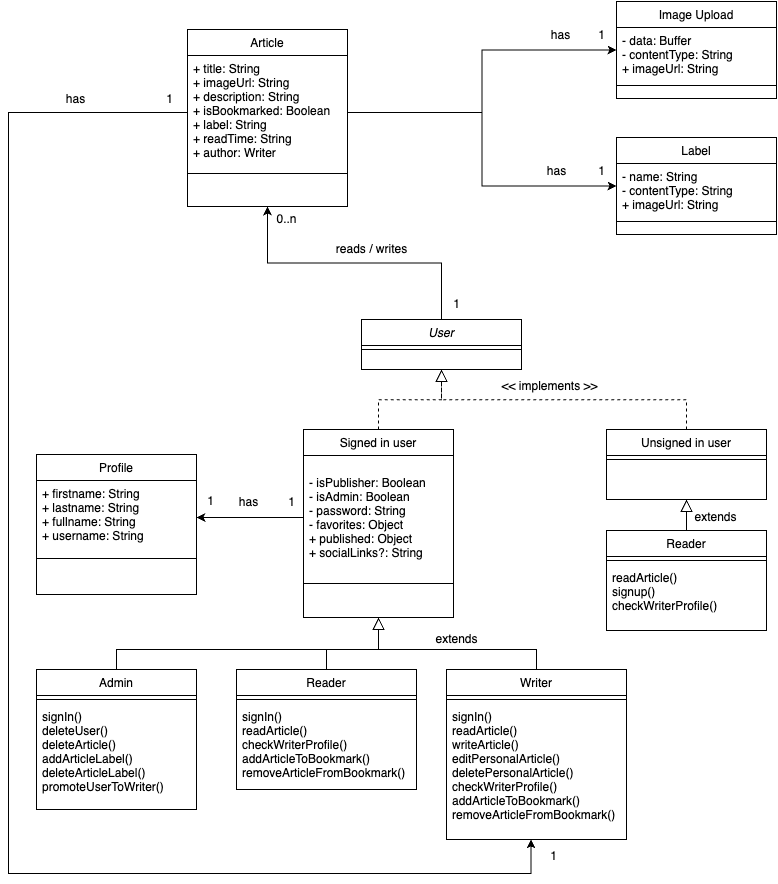 Article
+ title: String
+ imageUrl: String
+ description: String
+ isBookmarked: Boolean
+ label: String
+ readTime: String
+ author: Writer
has 1
has 1
Image Upload
- data: Buffer
- contentType: String
+ imageUrl: String
has 1
Label
- name: String
- contentType: String
+ imageUrl: String
0..n
reads / writes
1
User
<< implements >>
Signed in user
- isPublisher: Boolean
- isAdmin: Boolean
- password: String
- favorites: Object
+ published: Object
+ socialLinks?: String
Unsigned in user
extends
Reader
readArticle()
signup()
checkWriterProfile()
Profile
+ firstname: String
+ lastname: String
+ fullname: String
+ username: String
1 has 1
extends
Admin
signIn()
deleteUser()
deleteArticle()
addArticleLabel()
deleteArticleLabel()
promoteUserToWriter()
Reader
signIn()
readArticle()
checkWriterProfile()
addArticleToBookmark()
removeArticleFromBookmark()
Writer
signIn()
readArticle()
writeArticle()
editPersonalArticle()
deletePersonalArticle()
checkWriterProfile()
addArticleToBookmark()
removeArticleFromBookmark()
1